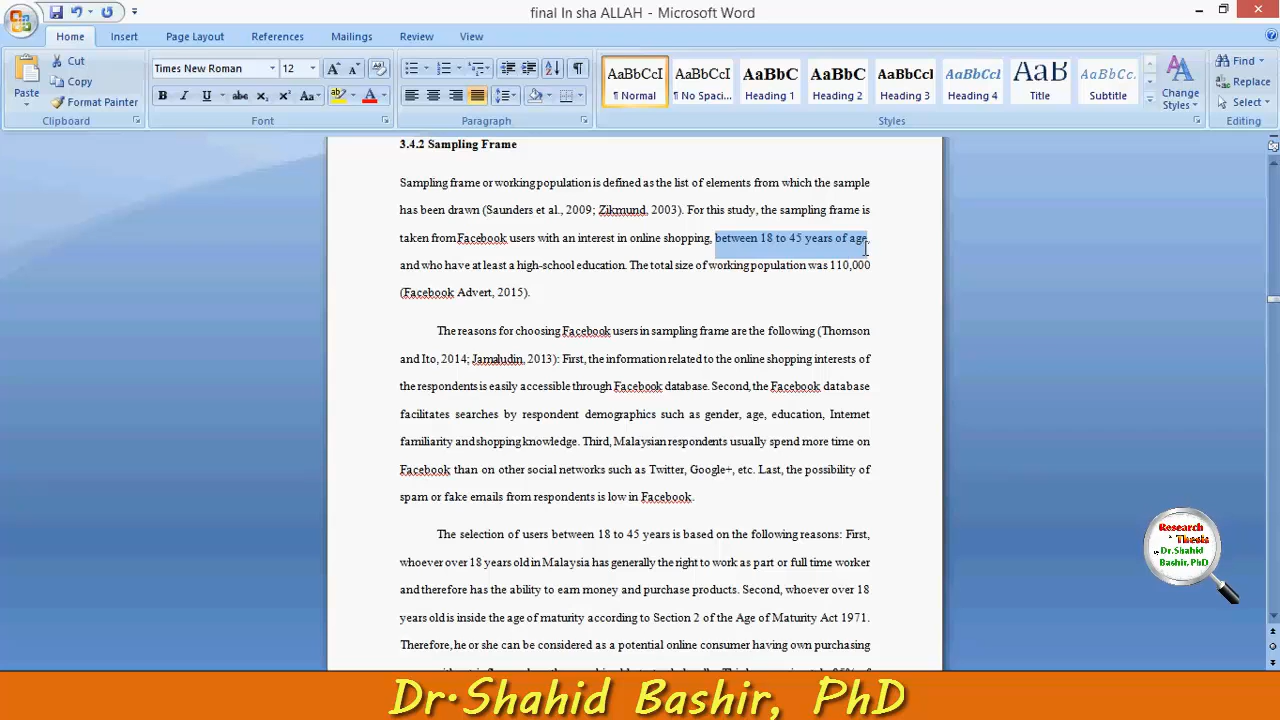 final In sha ALLAH - Microsoft Word
Home Insert Page Layout References Mailings Review View
Paste
Cut
Copy
Format Painter
Clipboard
Times New Roman 12
B I U abc x₂ x² Aa
Font
Paragraph
AaBbCcI AaBbCcI AaBbC AaBbC AaBbCcl AaBbCcl AaB AaBbCc.
¶ Normal ¶ No Spaci... Heading 1 Heading 2 Heading 3 Heading 4 Title Subtitle
Change
Styles
Styles
Find
Replace
Select
Editing
3.4.2 Sampling Frame
Sampling frame or working population is defined as the list of elements from which the sample
has been drawn (Saunders et al., 2009; Zikmund, 2003). For this study, the sampling frame is
taken from Facebook users with an interest in online shopping, between 18 to 45 years of age,
and who have at least a high-school education. The total size of working population was 110,000
(Facebook Advert, 2015).
The reasons for choosing Facebook users in sampling frame are the following (Thomson
and Ito, 2014; Jamaludin, 2013): First, the information related to the online shopping interests of
the respondents is easily accessible through Facebook database. Second, the Facebook database
facilitates searches by respondent demographics such as gender, age, education, Internet
familiarity and shopping knowledge. Third, Malaysian respondents usually spend more time on
Facebook than on other social networks such as Twitter, Google+, etc. Last, the possibility of
spam or fake emails from respondents is low in Facebook.
The selection of users between 18 to 45 years is based on the following reasons: First,
whoever over 18 years old in Malaysia has generally the right to work as part or full time worker
and therefore has the ability to earn money and purchase products. Second, whoever over 18
years old is inside the age of maturity according to Section 2 of the Age of Maturity Act 1971.
Therefore, he or she can be considered as a potential online consumer having own purchasing
Research
Thesis
Dr.Shahid
Bashir, PhD
Dr.Shahid Bashir, PhD